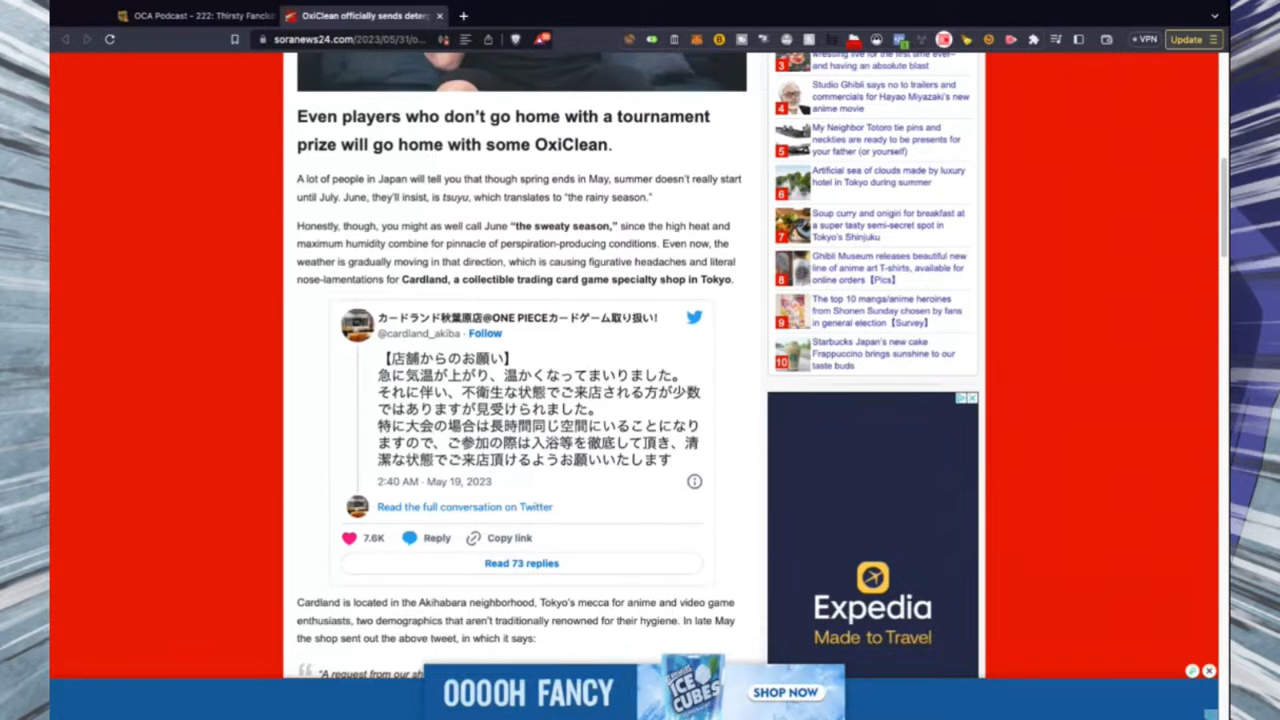 OCA Podcast - 222: Thirsty Fanclu
OxiClean officially sends deter
soranews24.com/2023/05/31/o...
VPN
Update
Even players who don't go home with a tournament
prize will go home with some OxiClean.
A lot of people in Japan will tell you that though spring ends in May, summer doesn't really start
until July. June, they'll insist, is tsuyu, which translates to "the rainy season."
Honestly, though, you might as well call June "the sweaty season," since the high heat and
maximum humidity combine for pinnacle of perspiration-producing conditions. Even now, the
weather is gradually moving in that direction, which is causing figurative headaches and literal
nose-lamentations for Cardland, a collectible trading card game specialty shop in Tokyo.
カードランド秋葉原店@ONE PIECEカードゲーム取り扱い!
@cardland_akiba · Follow
【店舗からのお願い】
急に気温が上がり、温かくなってまいりました。
それに伴い、不衛生な状態でご来店される方が少数
ではありますが見受けられました。
特に大会の場合は長時間同じ空間にいることになり
ますので、ご参加の際は入浴等を徹底して頂き、清
潔な状態でご来店頂けるようお願いいたします
2:40 AM · May 19, 2023
Read the full conversation on Twitter
7.6K Reply Copy link
Read 73 replies
Cardland is located in the Akihabara neighborhood, Tokyo's mecca for anime and video game
enthusiasts, two demographics that aren't traditionally renowned for their hygiene. In late May
the shop sent out the above tweet, in which it says:
"A request from our sh
3
wrestling live for the first time ever–
and having an absolute blast
4
Studio Ghibli says no to trailers and
commercials for Hayao Miyazaki's new
anime movie
5
My Neighbor Totoro tie pins and
neckties are ready to be presents for
your father (or yourself)
6
Artificial sea of clouds made by luxury
hotel in Tokyo during summer
7
Soup curry and onigiri for breakfast at
a super tasty semi-secret spot in
Tokyo's Shinjuku
8
Ghibli Museum releases beautiful new
line of anime art T-shirts, available for
online orders【Pics】
9
The top 10 manga/anime heroines
from Shonen Sunday chosen by fans
in general election【Survey】
10
Starbucks Japan's new cake
Frappuccino brings sunshine to our
taste buds
Expedia
Made to Travel
OOOOH FANCY
ICE
CUBES
SHOP NOW